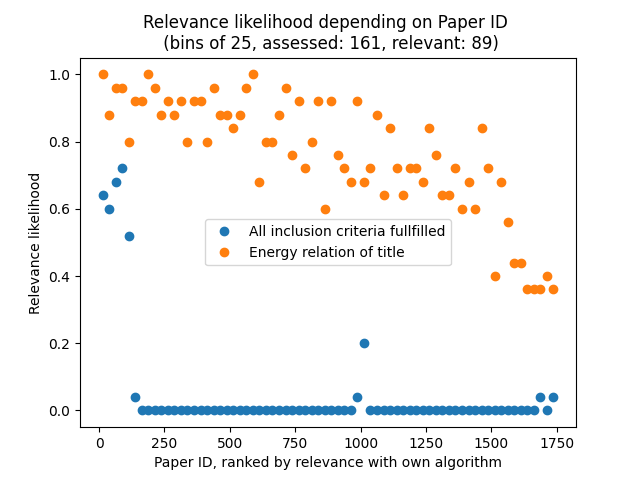 Relevance likelihood depending on Paper ID
(bins of 25, assessed: 161, relevant: 89)
1.0
0.8
0.6
0.4
0.2
0.0
Relevance likelihood
All inclusion criteria fullfilled
Energy relation of title
0 250 500 750 1000 1250 1500 1750
Paper ID, ranked by relevance with own algorithm